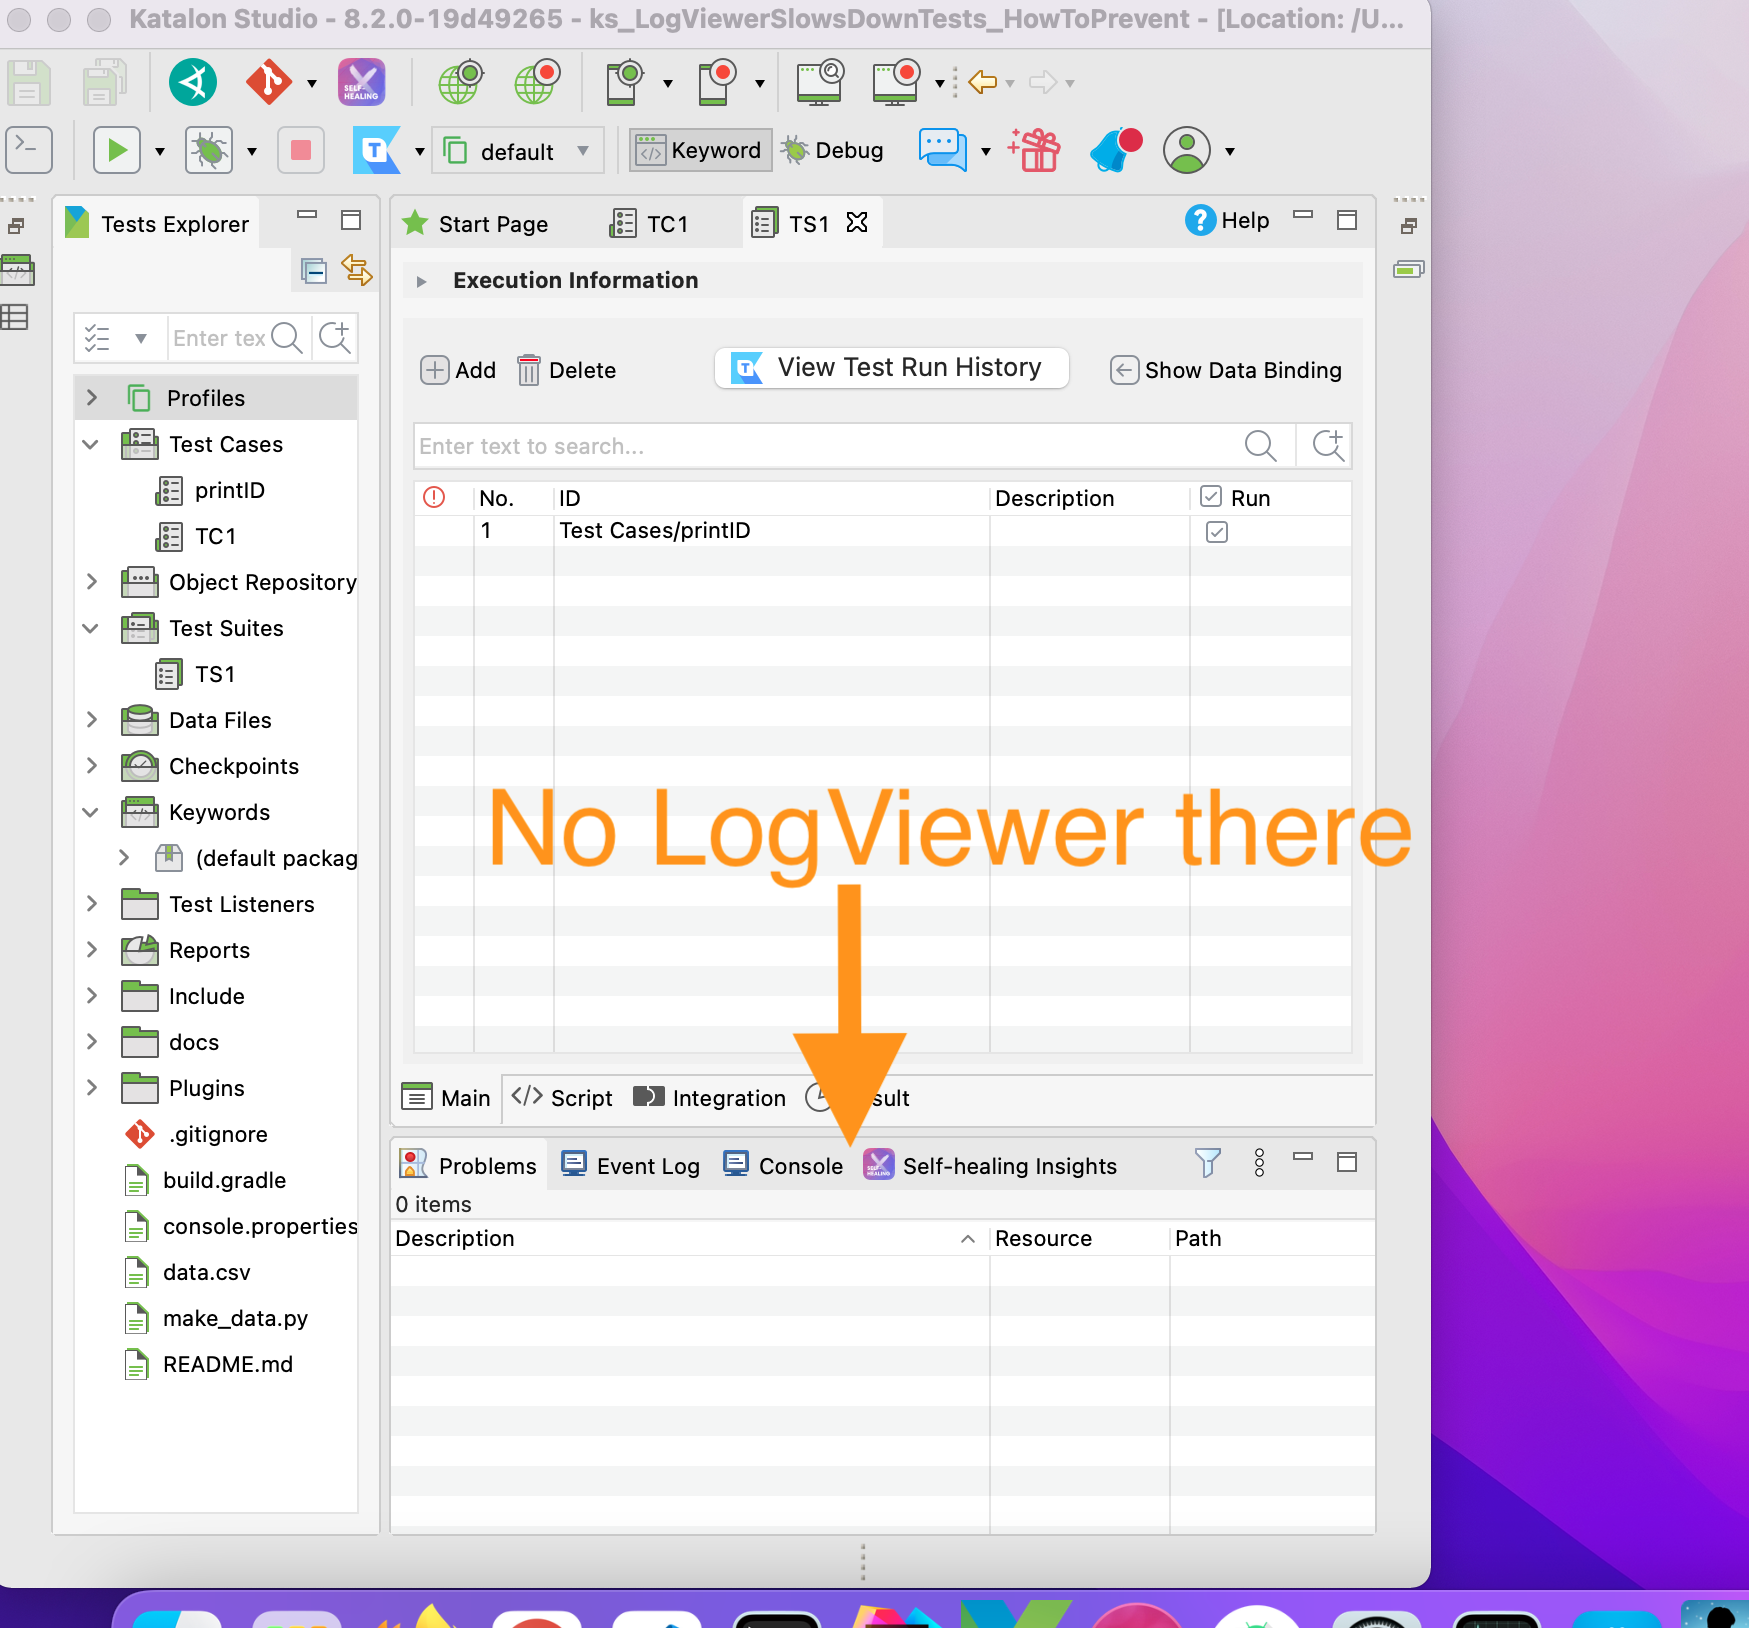 Katalon Studio - 8.2.0-19d49265 - ks_LogViewerSlowsDownTests_HowToPrevent - [Location: /U...
SELF-
HEALING
T
default
Keyword
Debug
Tests Explorer
Start Page
TC1
TS1
Help
Execution Information
Enter tex
Add
Delete
View Test Run History
Show Data Binding
Enter text to search...
No.
ID
Description
Run
1
Test Cases/printID
Profiles
Test Cases
printID
TC1
Object Repository
Test Suites
TS1
Data Files
Checkpoints
Keywords
(default packag
Test Listeners
Reports
Include
docs
Plugins
.gitignore
build.gradle
console.properties
data.csv
make_data.py
README.md
No LogViewer there
Main
Script
Integration
sult
Problems
Event Log
Console
Self-healing Insights
0 items
Description
Resource
Path